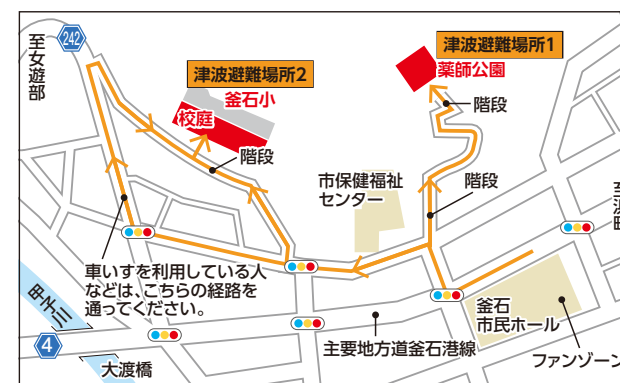 至女遊部
242
津波避難場所2
釜石小
校庭
階段
津波避難場所1
薬師公園
階段
市保健福祉
センター
階段
車いすを利用している人
などは、こちらの経路を
通ってください。
甲子川
4
大渡橋
主要地方道釜石港線
釜石
市民ホール
ファンゾーン